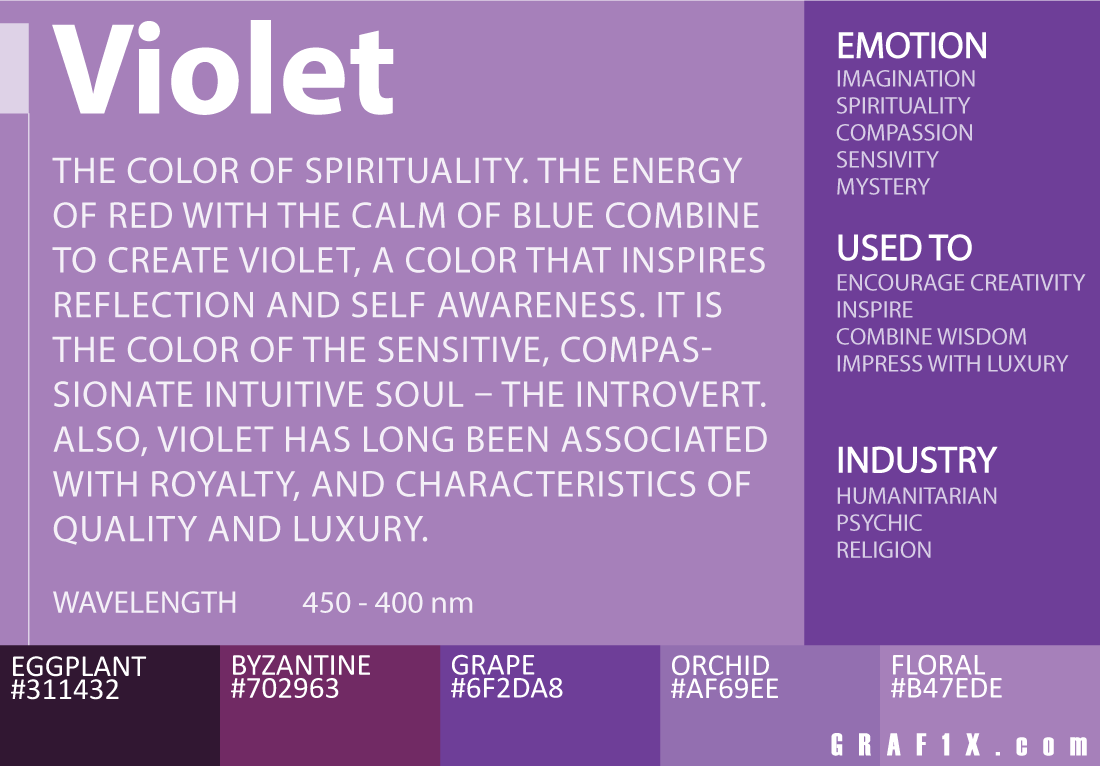 Violet
THE COLOR OF SPIRITUALITY. THE ENERGY
OF RED WITH THE CALM OF BLUE COMBINE
TO CREATE VIOLET, A COLOR THAT INSPIRES
REFLECTION AND SELF AWARENESS. IT IS
THE COLOR OF THE SENSITIVE, COMPAS-
SIONATE INTUITIVE SOUL – THE INTROVERT.
ALSO, VIOLET HAS LONG BEEN ASSOCIATED
WITH ROYALTY, AND CHARACTERISTICS OF
QUALITY AND LUXURY.
WAVELENGTH 450 - 400 nm
EMOTION
IMAGINATION
SPIRITUALITY
COMPASSION
SENSIVITY
MYSTERY
USED TO
ENCOURAGE CREATIVITY
INSPIRE
COMBINE WISDOM
IMPRESS WITH LUXURY
INDUSTRY
HUMANITARIAN
PSYCHIC
RELIGION
EGGPLANT
#311432
BYZANTINE
#702963
GRAPE
#6F2DA8
ORCHID
#AF69EE
FLORAL
#B47EDE
GRAF1X.com